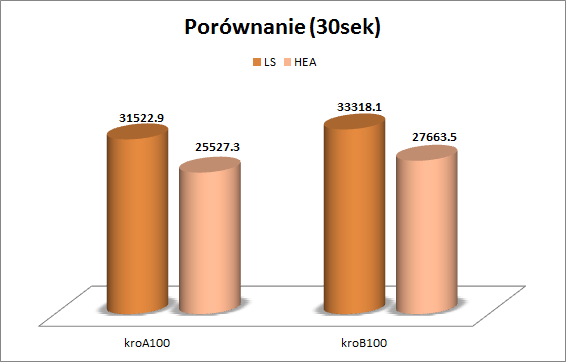 Porównanie (30sek)
LS HEA
31522.9
25527.3
33318.1
27663.5
kroA100 kroB100